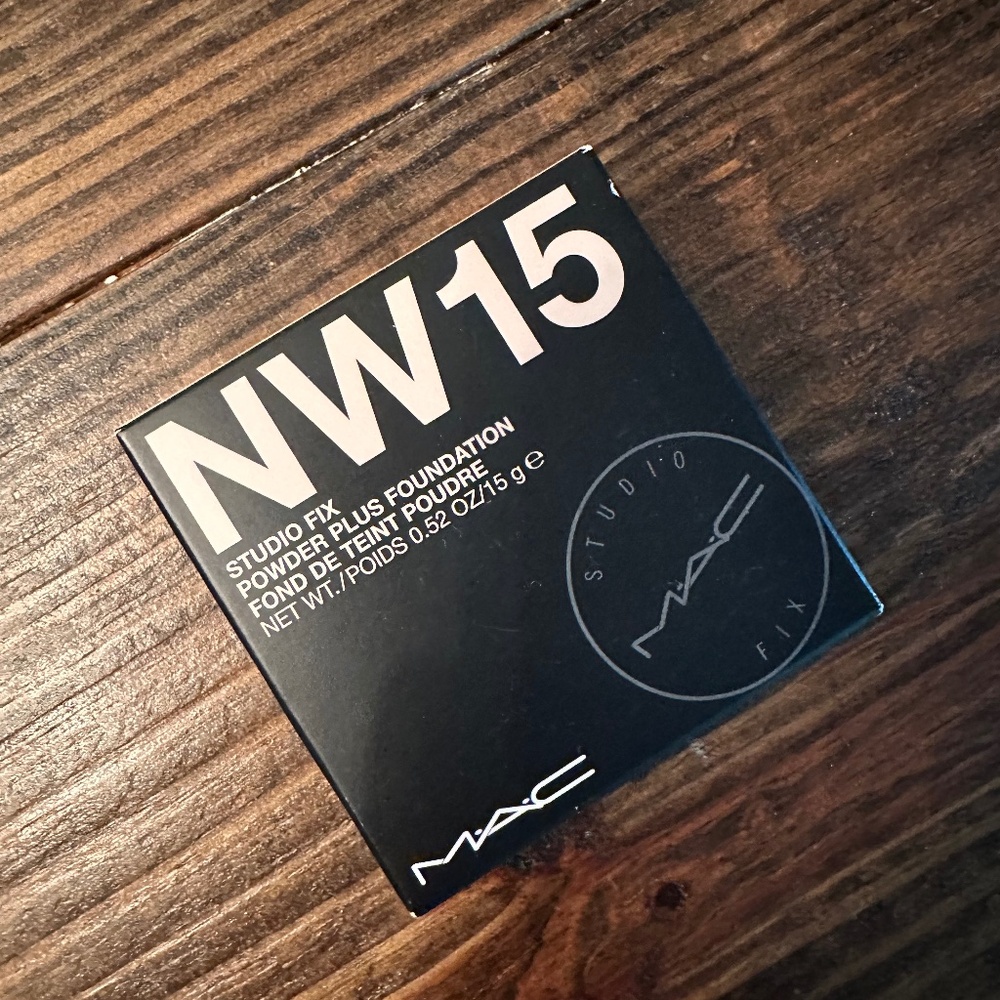 NW15
STUDIO FIX
POWDER PLUS FOUNDATION
FOND DE TEINT POUDRE
NET WT./POIDS 0.52 OZ/15 g ℮
STUDIO
M·A·C
FIX
M·A·C